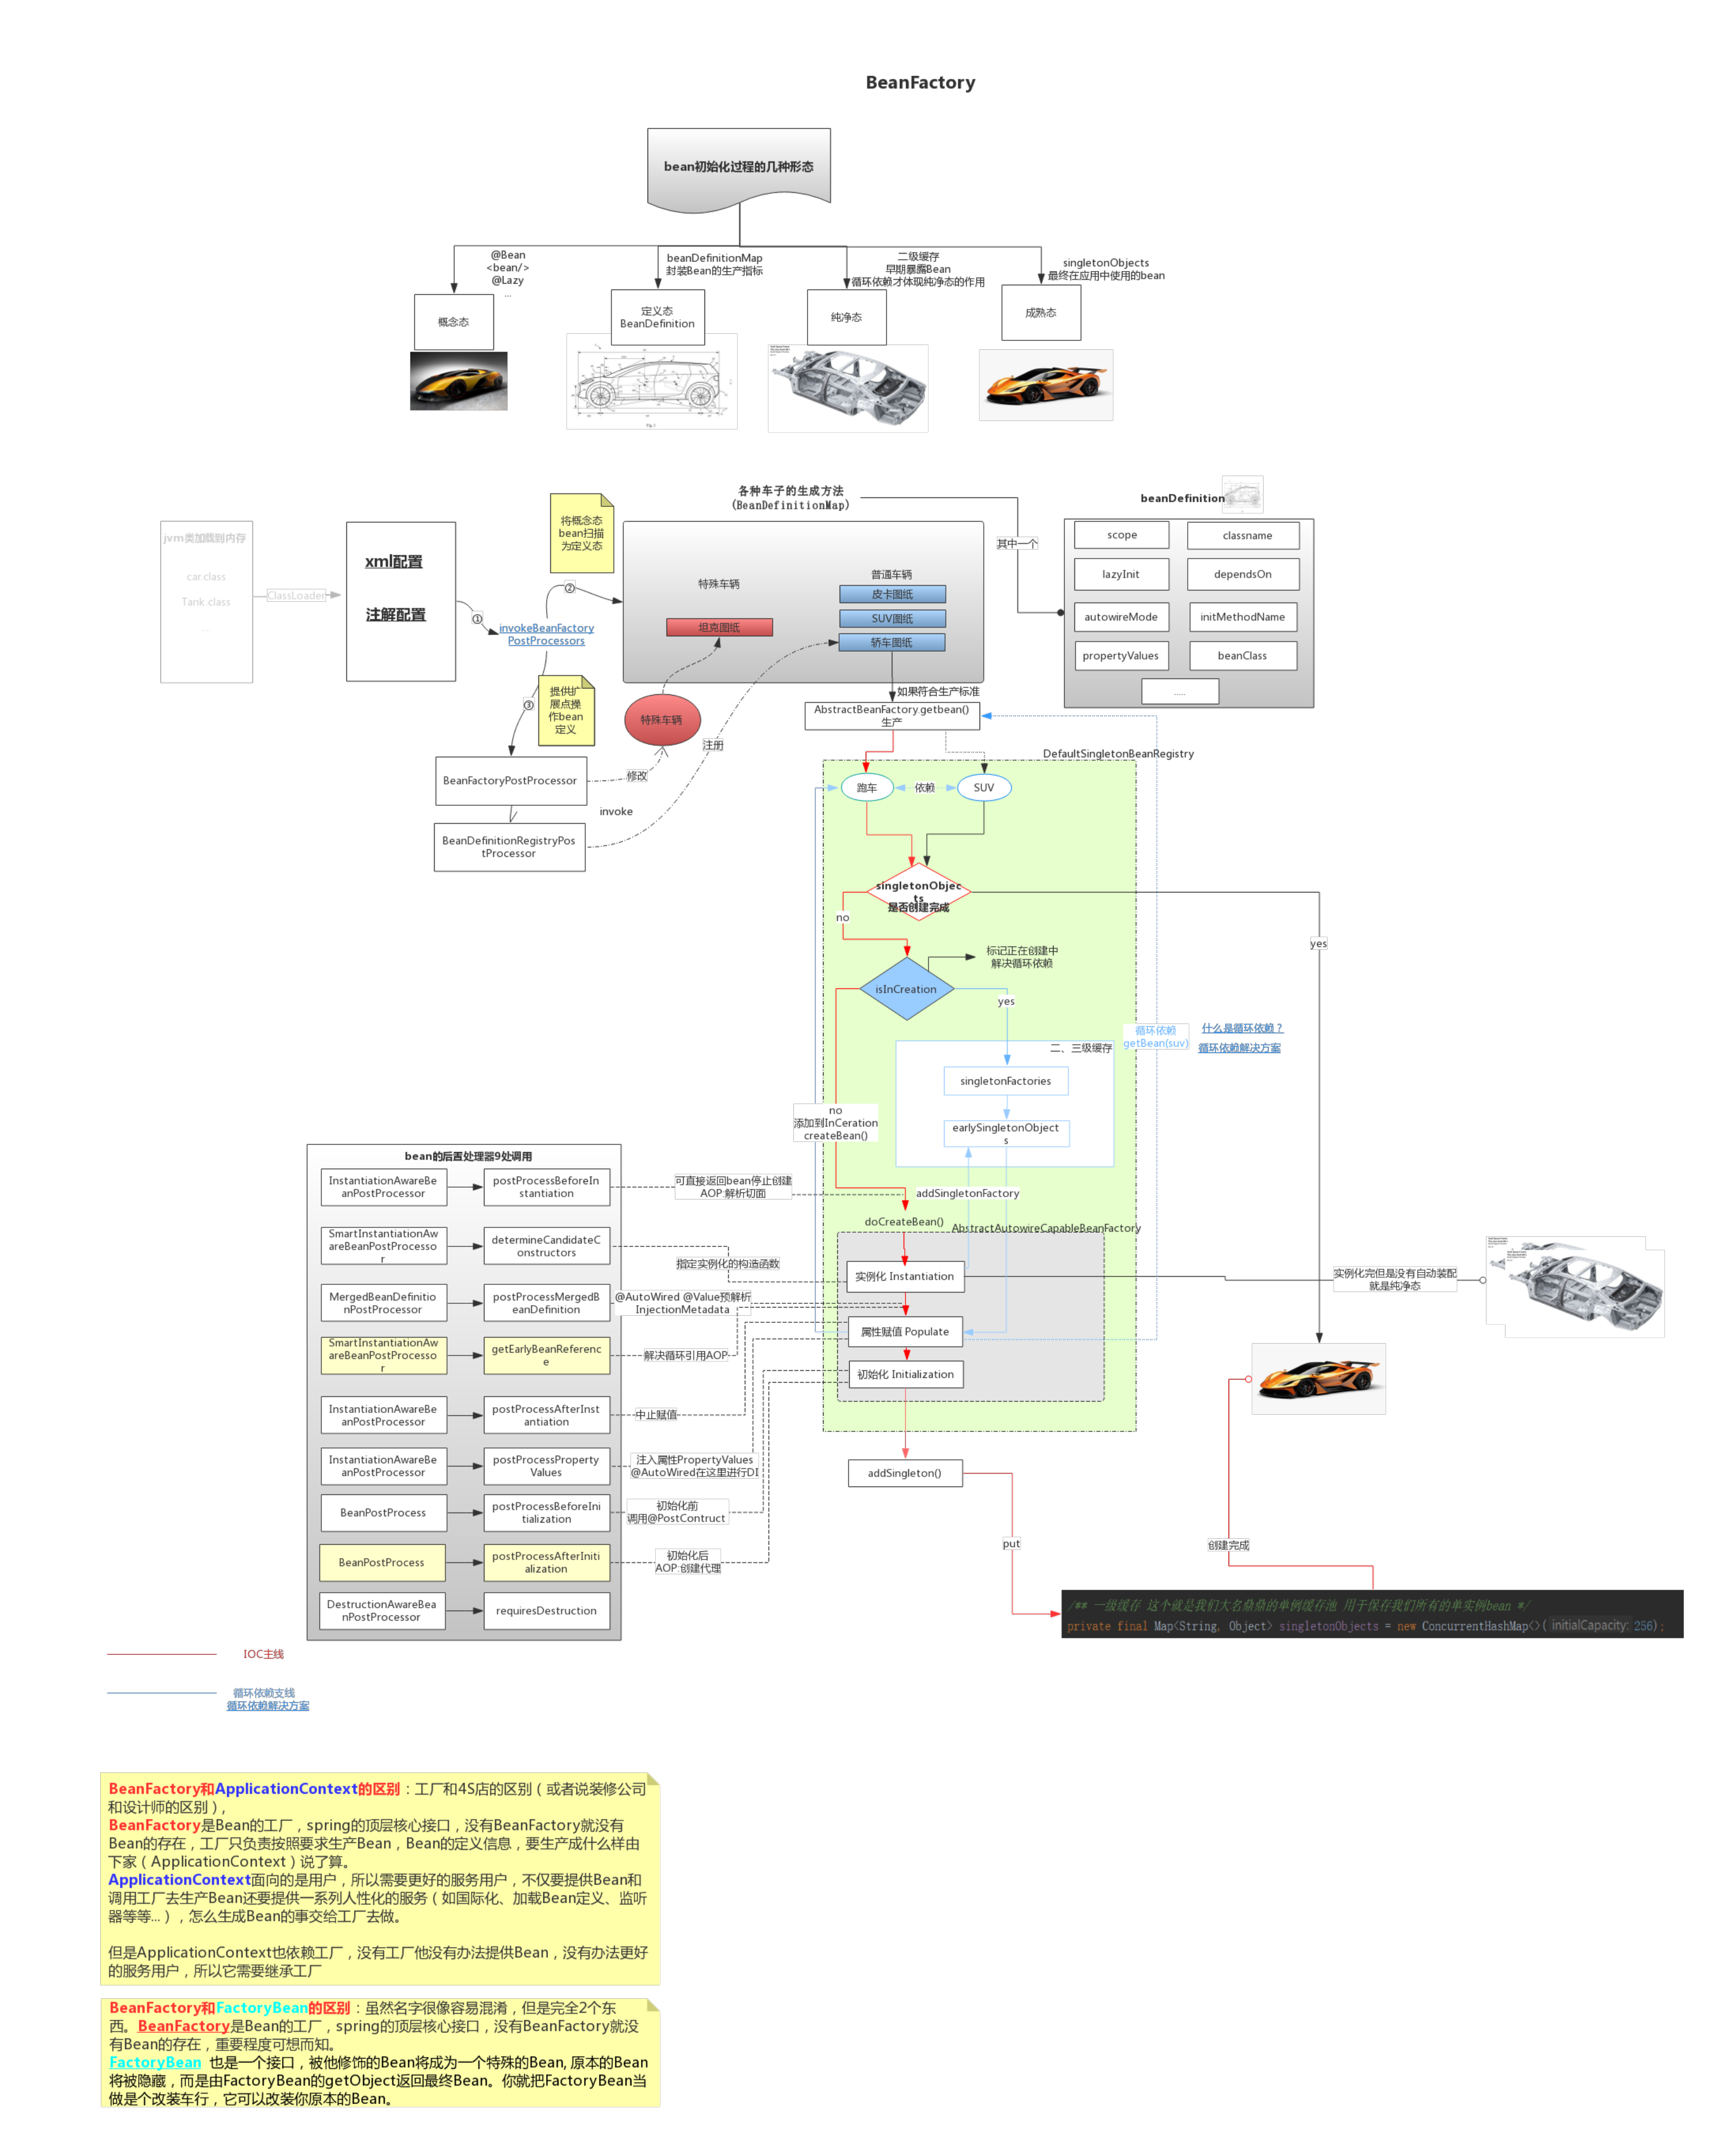 BeanFactory
bean初始化过程的几种形态
@Bean
<bean/>
@Lazy
...
概念态
beanDefinitionMap
封装Bean的生产指标
定义态
BeanDefinition
二级缓存
早期暴露Bean
循环依赖才体现纯净态的作用
纯净态
singletonObjects
最终在应用中使用的bean
成熟态
jvm类加载到内存
car.class
Tank.class
...
ClassLoader
xml配置
注解配置
①
invokeBeanFactory
PostProcessors
②
将概念态
bean扫描
为定义态
③
提供扩
展点操
作bean
定义
各种车子的生成方法
(BeanDefinitionMap)
特殊车辆
坦克图纸
普通车辆
皮卡图纸
SUV图纸
轿车图纸
其中一个
beanDefinition
scope
classname
lazyInit
dependsOn
autowireMode
initMethodName
propertyValues
beanClass
.....
特殊车辆
修改
注册
invoke
BeanFactoryPostProcessor
BeanDefinitionRegistryPos
tProcessor
如果符合生产标准
AbstractBeanFactory.getbean()
生产
DefaultSingletonBeanRegistry
跑车
依赖
SUV
singletonObjec
ts
是否创建完成
no
yes
isInCreation
标记正在创建中
解决循环依赖
yes
循环依赖
getBean(suv)
什么是循环依赖？
循环依赖解决方案
二、三级缓存
singletonFactories
earlySingletonObject
s
no
添加到InCeration
createBean()
addSingletonFactory
doCreateBean()
AbstractAutowireCapableBeanFactory
实例化 Instantiation
属性赋值 Populate
初始化 Initialization
实例化完但是没有自动装配
就是纯净态
addSingleton()
put
创建完成
/** 一级缓存 这个就是我们大名鼎鼎的单例缓存池 用于保存我们所有的单实例bean */
private final Map<String, Object> singletonObjects = new ConcurrentHashMap<>( initialCapacity: 256);
bean的后置处理器9处调用
InstantiationAwareBe
anPostProcessor
postProcessBeforeIn
stantiation
可直接返回bean停止创建
AOP:解析切面
SmartInstantiationAw
areBeanPostProcesso
r
determineCandidateC
onstructors
指定实例化的构造函数
MergedBeanDefinitio
nPostProcessor
postProcessMergedB
eanDefinition
@AutoWired @Value预解析
InjectionMetadata
SmartInstantiationAw
areBeanPostProcesso
r
getEarlyBeanReferenc
e
解决循环引用AOP
InstantiationAwareBe
anPostProcessor
postProcessAfterInst
antiation
中止赋值
InstantiationAwareBe
anPostProcessor
postProcessProperty
Values
注入属性PropertyValues
@AutoWired在这里进行DI
BeanPostProcess
postProcessBeforeIni
tialization
初始化前
调用@PostContruct
BeanPostProcess
postProcessAfterIniti
alization
初始化后
AOP:创建代理
DestructionAwareBea
nPostProcessor
requiresDestruction
IOC主线
循环依赖支线
循环依赖解决方案
BeanFactory和ApplicationContext的区别：工厂和4S店的区别（或者说装修公司
和设计师的区别），
BeanFactory是Bean的工厂，spring的顶层核心接口，没有BeanFactory就没有
Bean的存在，工厂只负责按照要求生产Bean，Bean的定义信息，要生产成什么样由
下家（ApplicationContext）说了算。
ApplicationContext面向的是用户，所以需要更好的服务用户，不仅要提供Bean和
调用工厂去生产Bean还要提供一系列人性化的服务（如国际化、加载Bean定义、监听
器等等...），怎么生成Bean的事交给工厂去做。
但是ApplicationContext也依赖工厂，没有工厂他没有办法提供Bean，没有办法更好
的服务用户，所以它需要继承工厂
BeanFactory和FactoryBean的区别：虽然名字很像容易混淆，但是完全2个东
西。BeanFactory是Bean的工厂，spring的顶层核心接口，没有BeanFactory就没
有Bean的存在，重要程度可想而知。
FactoryBean 也是一个接口，被他修饰的Bean将成为一个特殊的Bean, 原本的Bean
将被隐藏，而是由FactoryBean的getObject返回最终Bean。你就把FactoryBean当
做是个改装车行，它可以改装你原本的Bean。